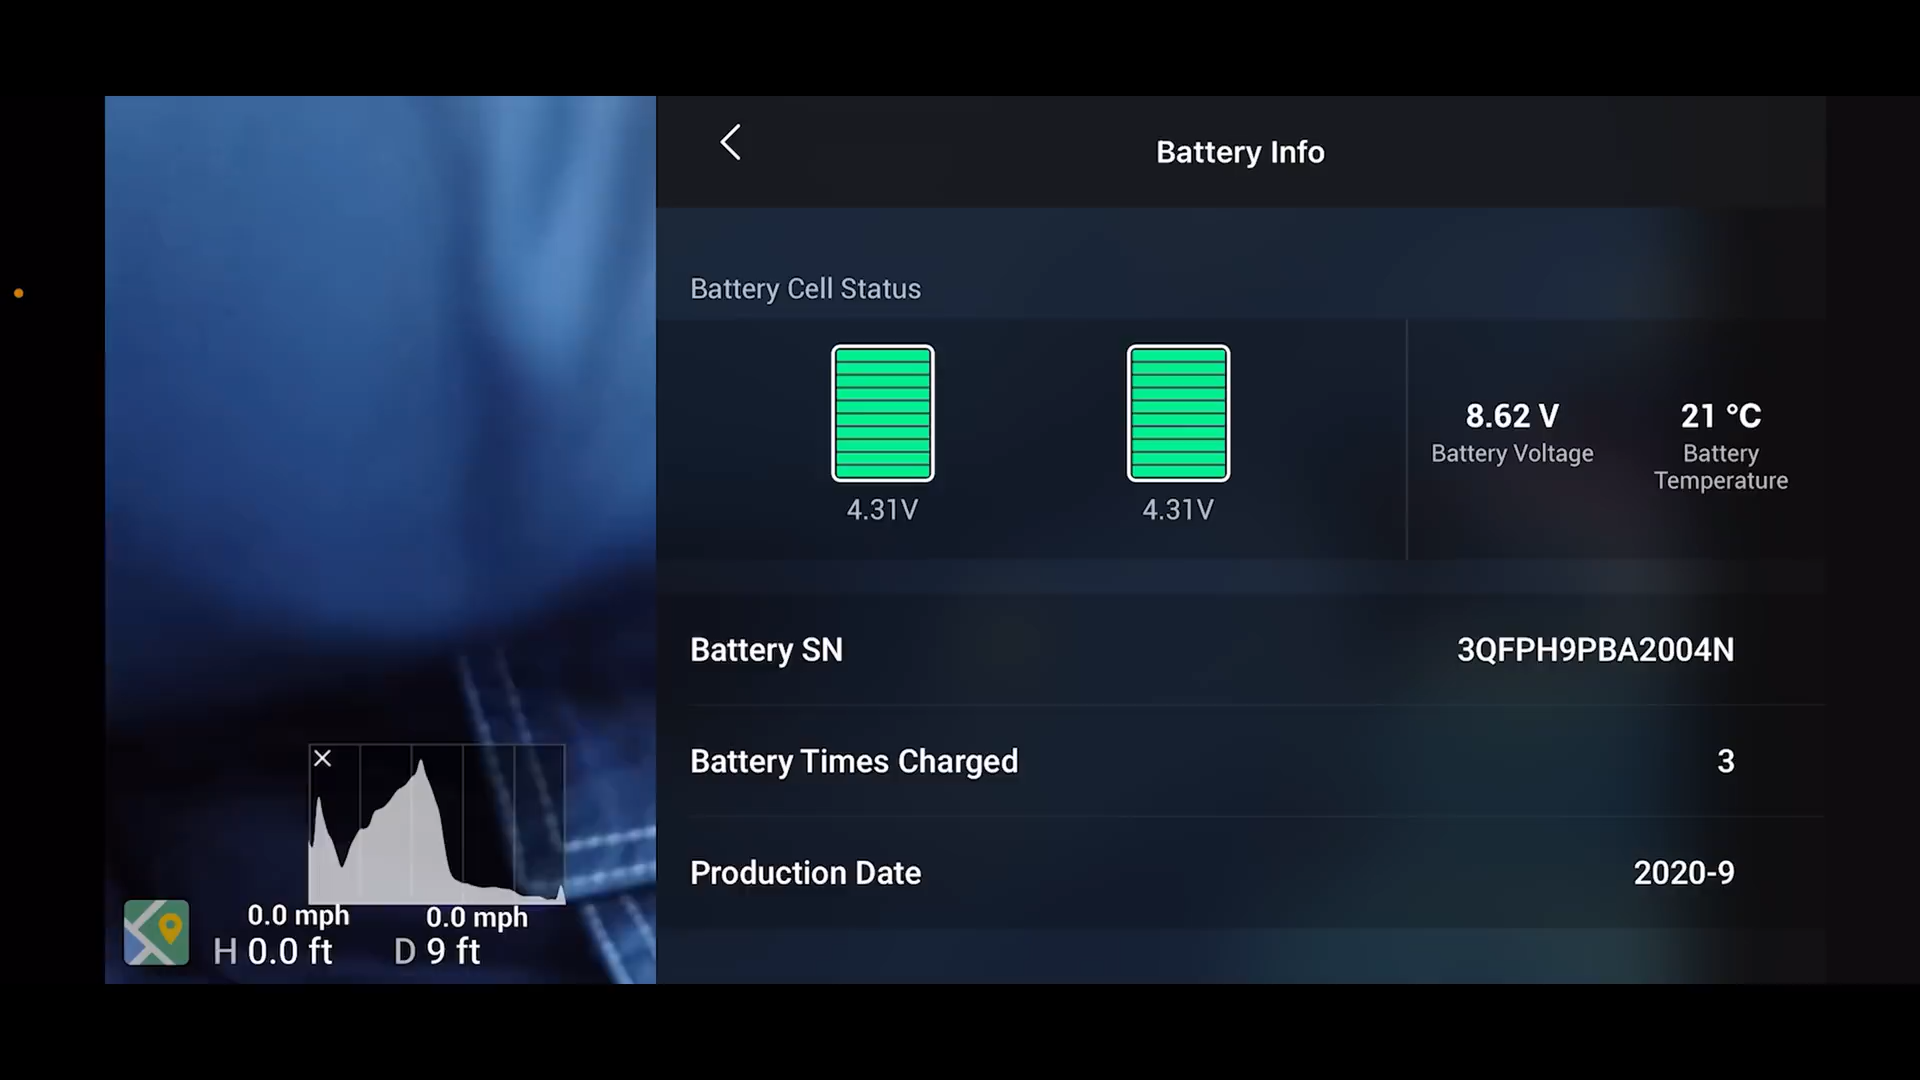 Battery Info
Battery Cell Status
4.31V
4.31V
8.62 V
Battery Voltage
21 °C
Battery
Temperature
Battery SN
3QFPH9PBA2004N
Battery Times Charged
3
Production Date
2020-9
0.0 mph
0.0 mph
H 0.0 ft
D 9 ft